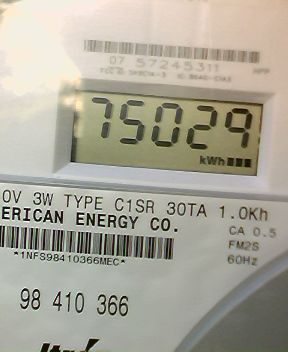 07 57245311
75029
kWh
0V 3W TYPE C1SR 30TA 1.0Kh
ERICAN ENERGY CO.
CA 0.5
FM2S
60Hz
*1NFS98410366MEC*
98 410 366